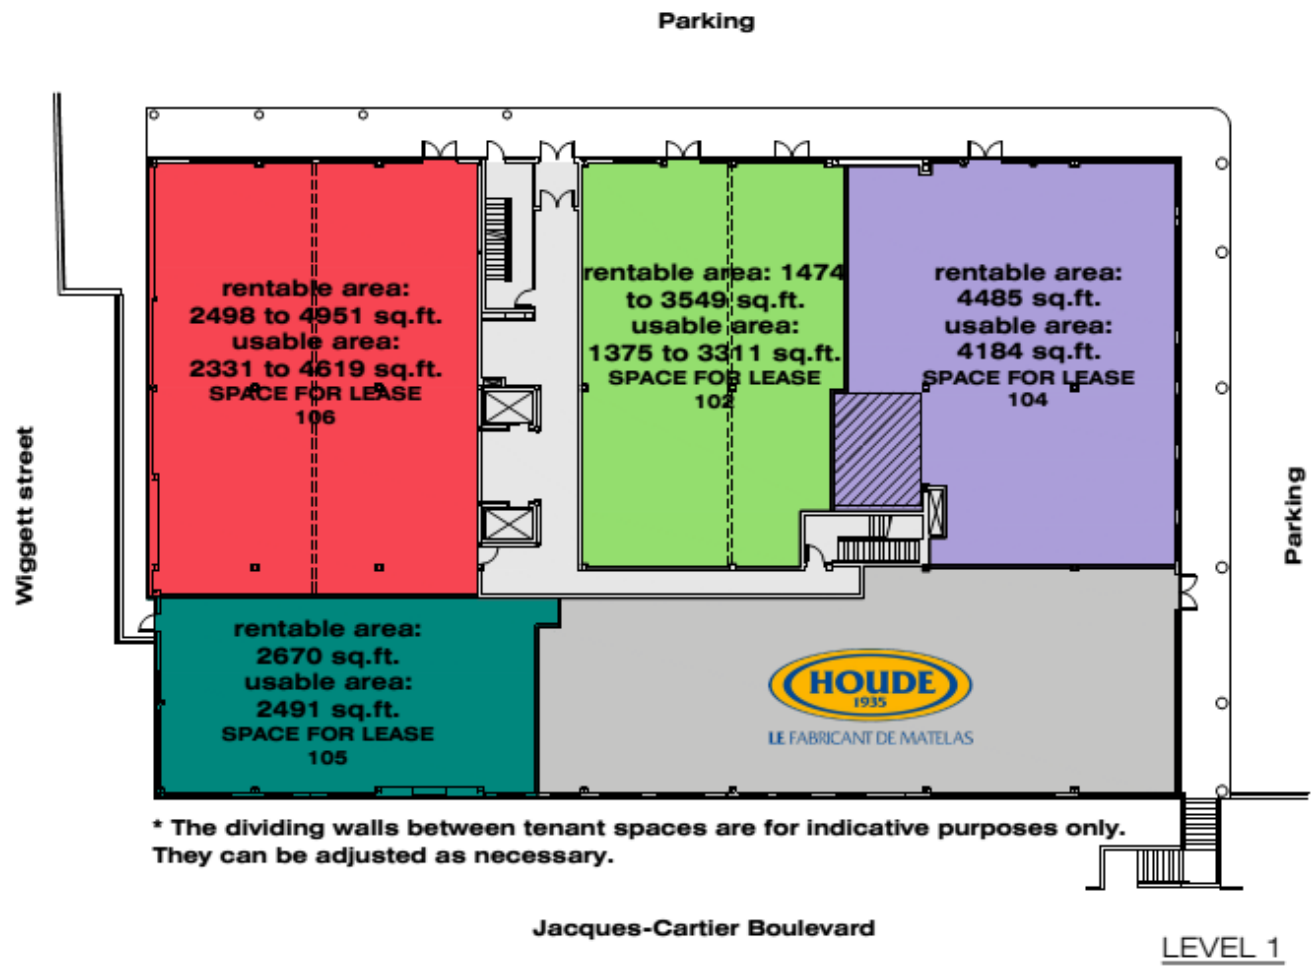 Parking
rentable area:
2498 to 4951 sq.ft.
usable area:
2331 to 4619 sq.ft.
SPACE FOR LEASE
106
rentable area: 1474
to 3549 sq.ft.
usable area:
1375 to 3311 sq.ft.
SPACE FOR LEASE
102
rentable area:
4485 sq.ft.
usable area:
4184 sq.ft.
SPACE FOR LEASE
104
Wiggett street
Parking
rentable area:
2670 sq.ft.
usable area:
2491 sq.ft.
SPACE FOR LEASE
105
HOUDE
1935
LE FABRICANT DE MATELAS
* The dividing walls between tenant spaces are for indicative purposes only.
They can be adjusted as necessary.
Jacques-Cartier Boulevard
LEVEL 1